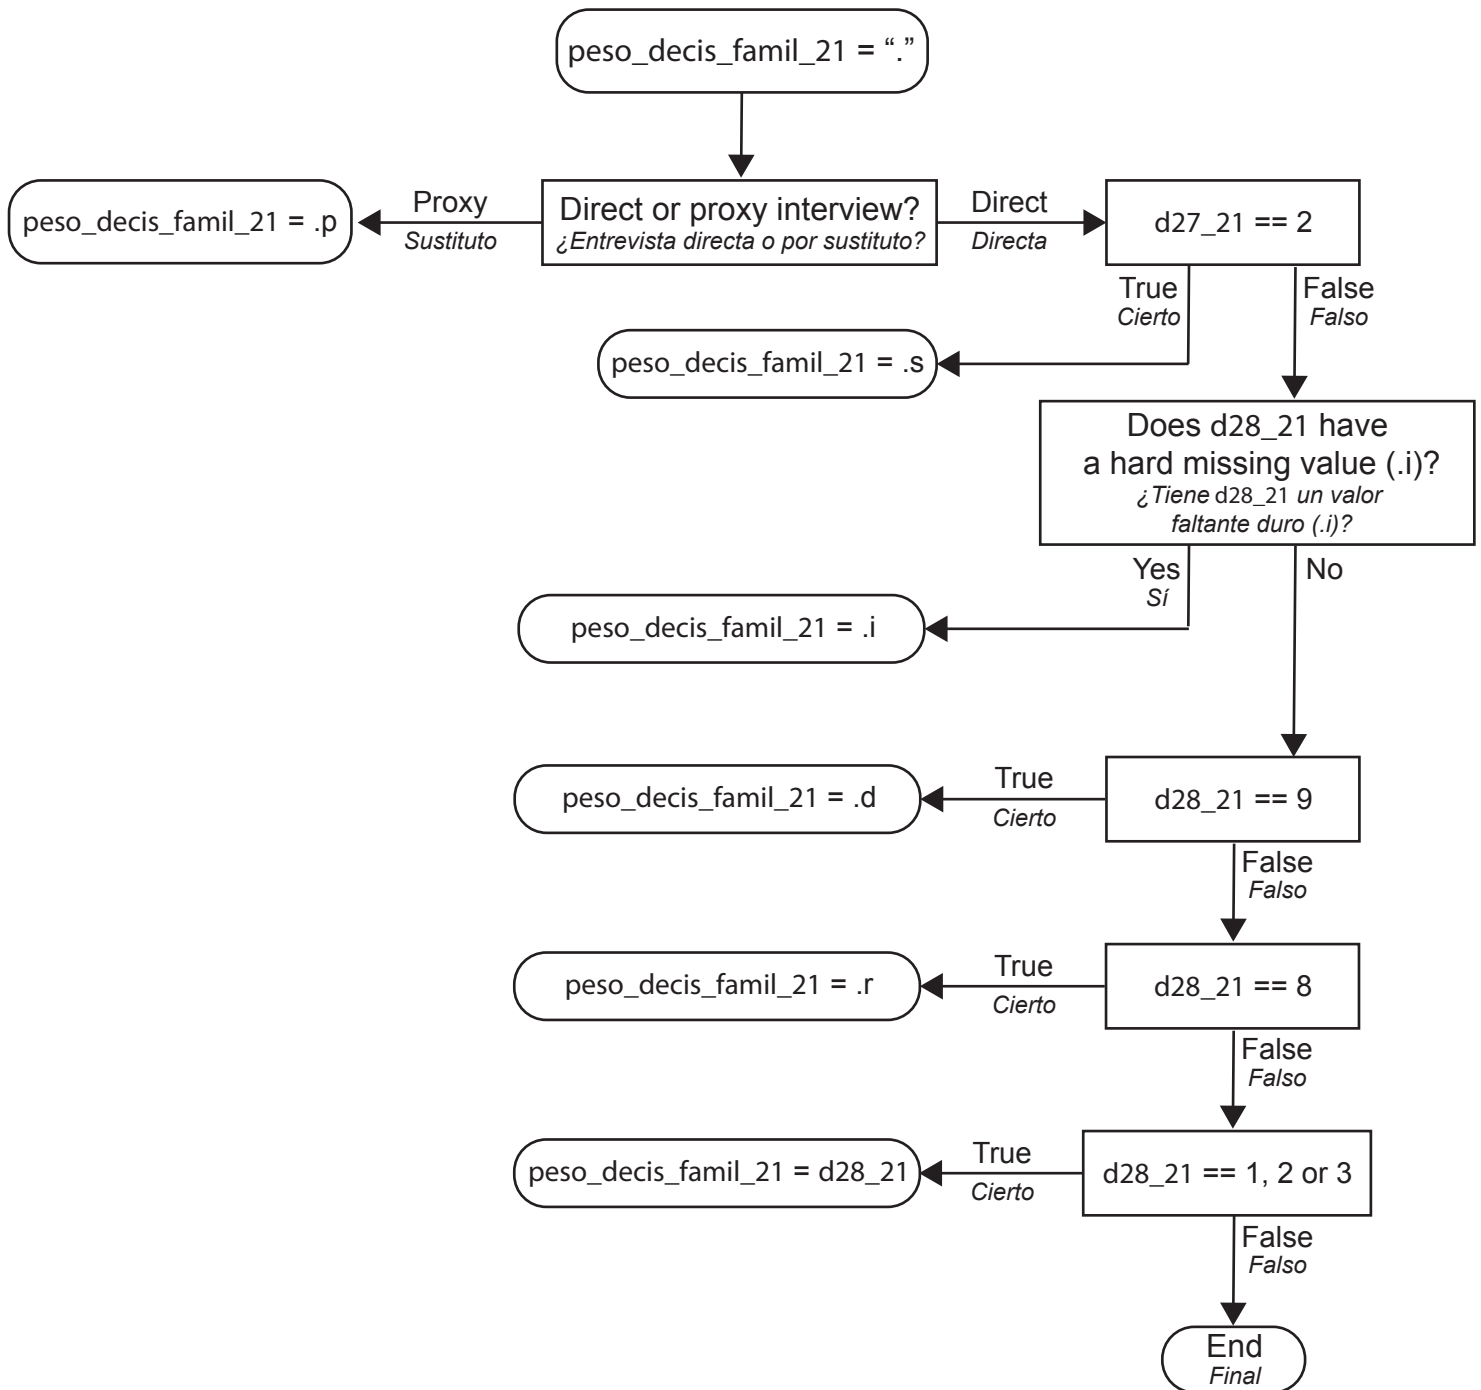 peso_decis_famil_21 = “.”
peso_decis_famil_21 = .p
Proxy
Sustituto
Direct or proxy interview?
¿Entrevista directa o por sustituto?
Direct
Directa
d27_21 == 2
True
Cierto
False
Falso
peso_decis_famil_21 = .s
Does d28_21 have
a hard missing value (.i)?
¿Tiene d28_21 un valor
faltante duro (.i)?
Yes
Sí
No
peso_decis_famil_21 = .i
peso_decis_famil_21 = .d
True
Cierto
d28_21 == 9
False
Falso
peso_decis_famil_21 = .r
True
Cierto
d28_21 == 8
False
Falso
peso_decis_famil_21 = d28_21
True
Cierto
d28_21 == 1, 2 or 3
False
Falso
End
Final